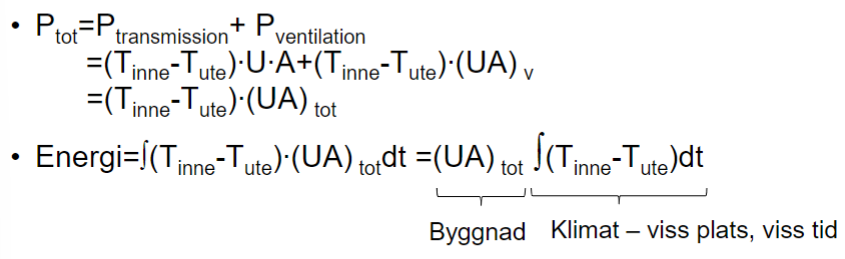 • Ptot=Ptransmission+ Pventilation
=(Tinne-Tute)·U·A+(Tinne-Tute)·(UA) v
=(Tinne-Tute)·(UA) tot
• Energi=∫(Tinne-Tute)·(UA) totdt =(UA) tot ∫(Tinne-Tute)dt
Byggnad Klimat – viss plats, viss tid